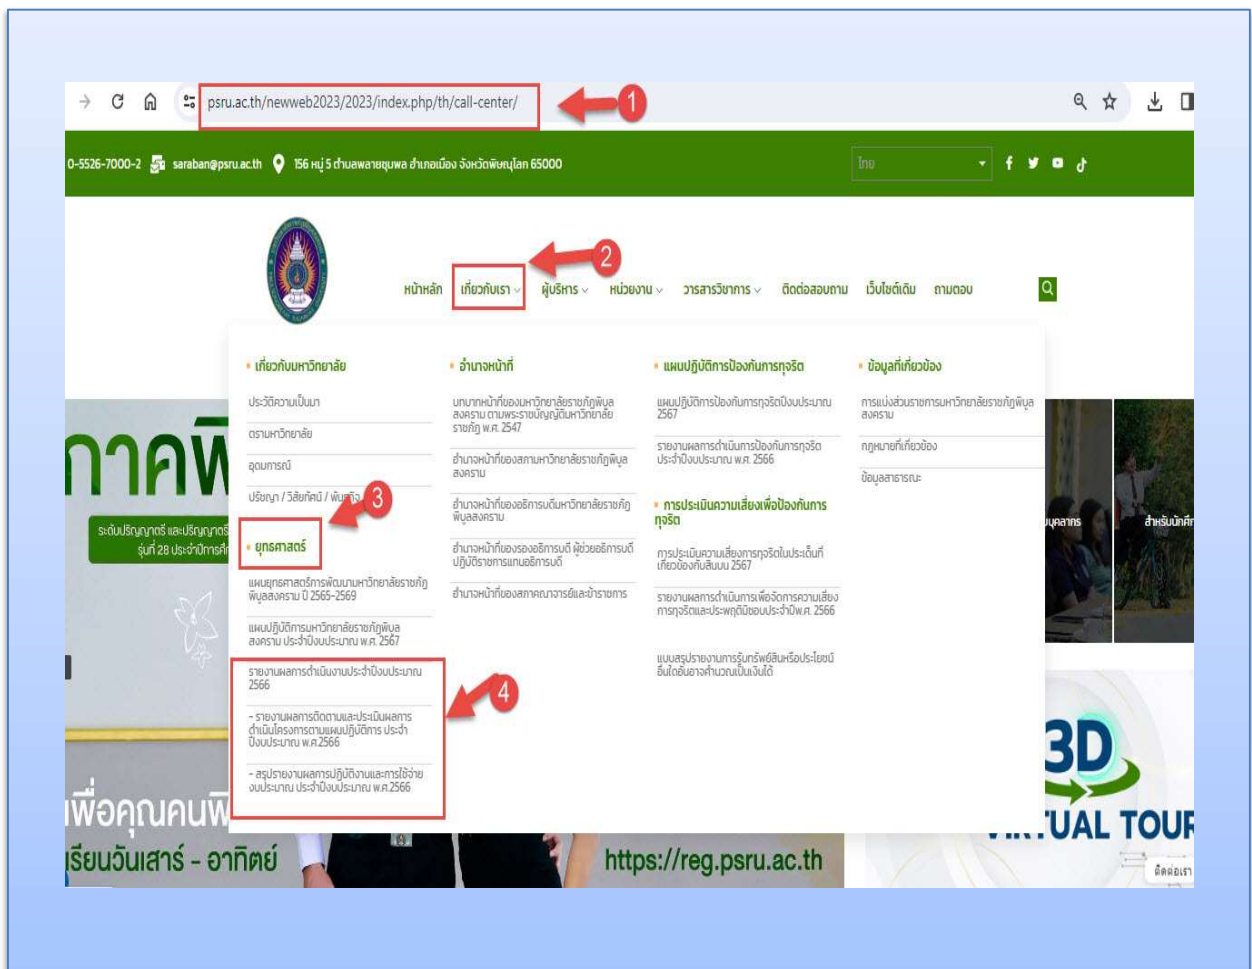 psru.ac.th/newweb2023/2023/index.php/th/call-center/
1
0-5526-7000-2 saraban@psru.ac.th 156 หมู่ 5 ตำบลพลายชุมพล อำเภอเมือง จังหวัดพิษณุโลก 65000
ไทย
2
หน้าหลัก เกี่ยวกับเรา ผู้บริหาร หน่วยงาน วารสารวิชาการ ติดต่อสอบถาม เว็บไซต์เดิม ถามตอบ
เกี่ยวกับมหาวิทยาลัย
ประวัติความเป็นมา
ตรามหาวิทยาลัย
อุดมการณ์
ปรัชญา / วิสัยทัศน์ /
3
ยุทธศาสตร์
แผนยุทธศาสตร์การพัฒนามหาวิทยาลัยราชภัฏ
พิบูลสงคราม ปี 2565-2569
แผนปฏิบัติการมหาวิทยาลัยราชภัฏพิบูล
สงคราม ประจำปีงบประมาณ พ.ศ. 2567
รายงานผลการดำเนินงานประจำปีงบประมาณ
2566
4
- รายงานผลการติดตามและประเมินผลการ
ดำเนินโครงการตามแผนปฏิบัติการ ประจำ
ปีงบประมาณ พ.ศ.2566
- สรุปรายงานผลการปฏิบัติงานและการใช้จ่าย
งบประมาณ ประจำปีงบประมาณ พ.ศ.2566
อำนาจหน้าที่
บทบาทหน้าที่ของมหาวิทยาลัยราชภัฏพิบูล
สงคราม ตามพระราชบัญญัติมหาวิทยาลัย
ราชภัฏ พ.ศ. 2547
อำนาจหน้าที่ของสภามหาวิทยาลัยราชภัฏพิบูล
สงคราม
อำนาจหน้าที่ของอธิการบดีมหาวิทยาลัยราชภัฏ
พิบูลสงคราม
อำนาจหน้าที่ของรองอธิการบดี ผู้ช่วยอธิการบดี
ปฏิบัติราชการแทนอธิการบดี
อำนาจหน้าที่ของสภาคณาจารย์และข้าราชการ
แผนปฏิบัติการป้องกันการทุจริต
แผนปฏิบัติการป้องกันการทุจริตปีงบประมาณ
2567
รายงานผลการดำเนินการป้องกันการทุจริต
ประจำปีงบประมาณ พ.ศ. 2566
การประเมินความเสี่ยงเพื่อป้องกันการ
ทุจริต
การประเมินความเสี่ยงการทุจริตในประเด็นที่
เกี่ยวข้องกับสินบน 2567
รายงานผลการดำเนินการเพื่อจัดการความเสี่ยง
การทุจริตและประพฤติมิชอบประจำปีพ.ศ. 2566
แบบสรุปรายงานการรับทรัพย์สินหรือประโยชน์
อื่นใดอันอาจคำนวณเป็นเงินได้
ข้อมูลที่เกี่ยวข้อง
การแบ่งส่วนราชการมหาวิทยาลัยราชภัฏพิบูล
สงคราม
กฎหมายที่เกี่ยวข้อง
ข้อมูลสาธารณะ
ภาคพิ
ระดับปริญญาตรี และปริญญาตรี
รุ่นที่ 28 ประจำปีการศึ
บุคลากร
สำหรับนักศึก
เพื่อคุณคนพิ
เรียนวันเสาร์ - อาทิตย์
https://reg.psru.ac.th
3D
VIRTUAL TOUR
ติดต่อเรา